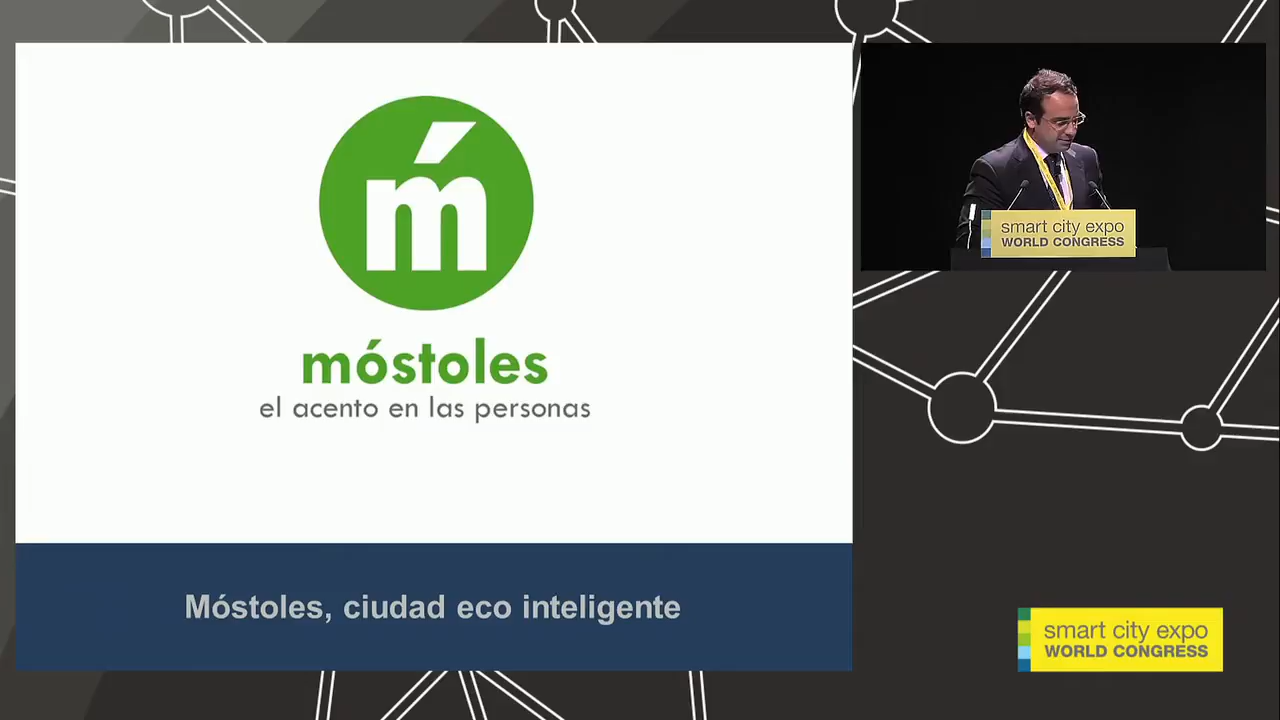 ḿ
móstoles
el acento en las personas
Móstoles, ciudad eco inteligente
smart city expo
WORLD CONGRESS
smart city expo
WORLD CONGRESS